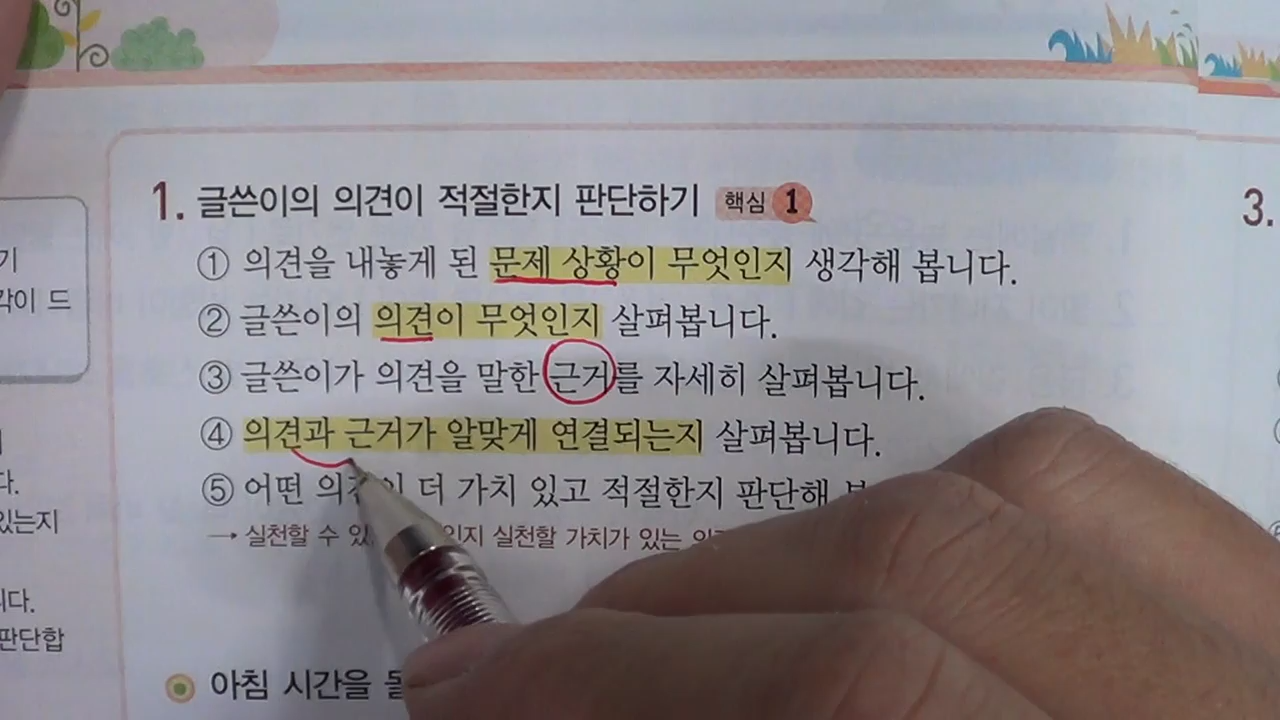 1. 글쓴이의 의견이 적절한지 판단하기 핵심 1
① 의견을 내놓게 된 문제 상황이 무엇인지 생각해 봅니다.
② 글쓴이의 의견이 무엇인지 살펴봅니다.
③ 글쓴이가 의견을 말한 근거를 자세히 살펴봅니다.
④ 의견과 근거가 알맞게 연결되는지 살펴봅니다.
⑤ 어떤 더 가치 있고 적절한지 판단해
→ 실천할 수 실천할 가치가 있는
아침 시간을
기
각이 드
다.
있는지
니다.
판단합
3.